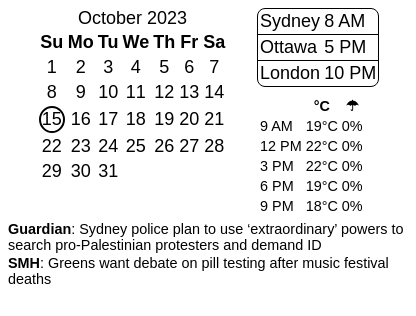 October 2023
Su Mo Tu We Th Fr Sa
1 2 3 4 5 6 7
8 9 10 11 12 13 14
15 16 17 18 19 20 21
22 23 24 25 26 27 28
29 30 31
Sydney 8 AM
Ottawa 5 PM
London 10 PM
°C ☂
9 AM 19°C 0%
12 PM 22°C 0%
3 PM 22°C 0%
6 PM 19°C 0%
9 PM 18°C 0%
Guardian: Sydney police plan to use ‘extraordinary’ powers to
search pro-Palestinian protesters and demand ID
SMH: Greens want debate on pill testing after music festival
deaths